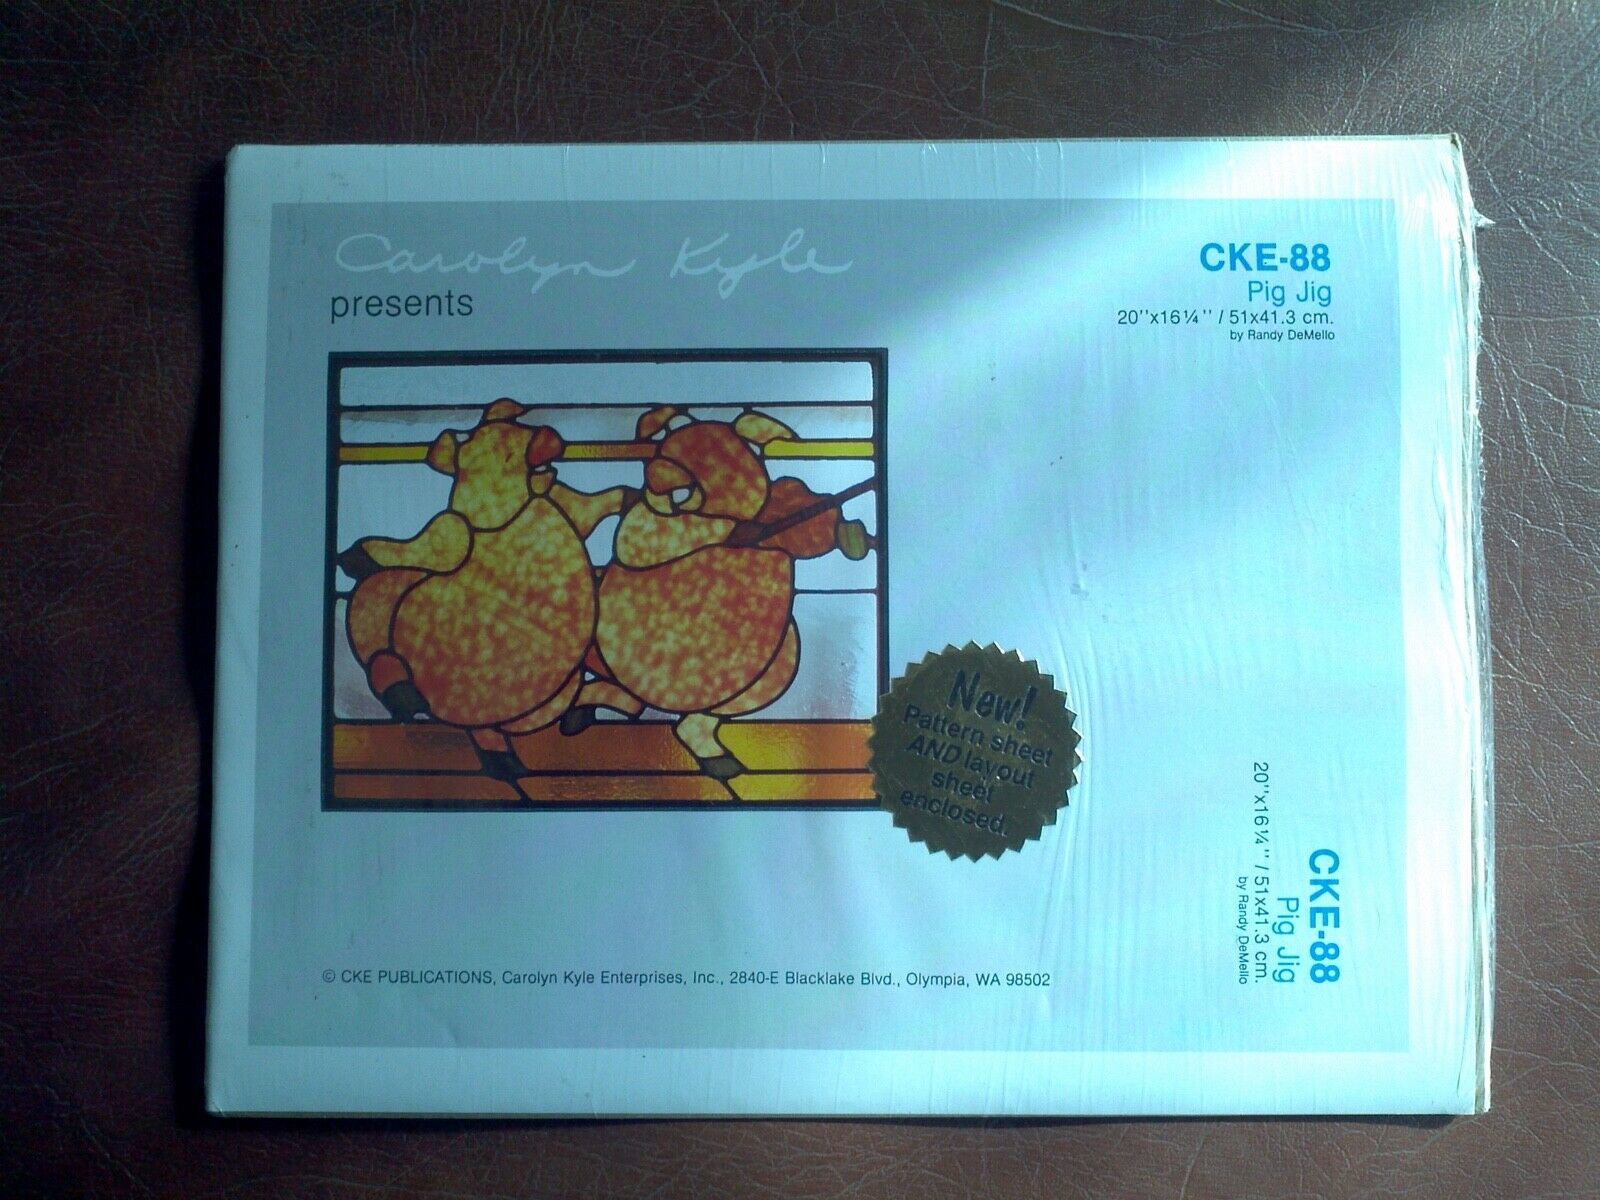 Carolyn Kyle
presents
CKE-88
Pig Jig
20''x16¼'' / 51x41.3 cm.
by Randy DeMello
New!
Pattern sheet
AND layout
sheet
enclosed.
CKE-88
Pig Jig
20''x16¼'' / 51x41.3 cm.
by Randy DeMello
© CKE PUBLICATIONS, Carolyn Kyle Enterprises, Inc., 2840-E Blacklake Blvd., Olympia, WA 98502